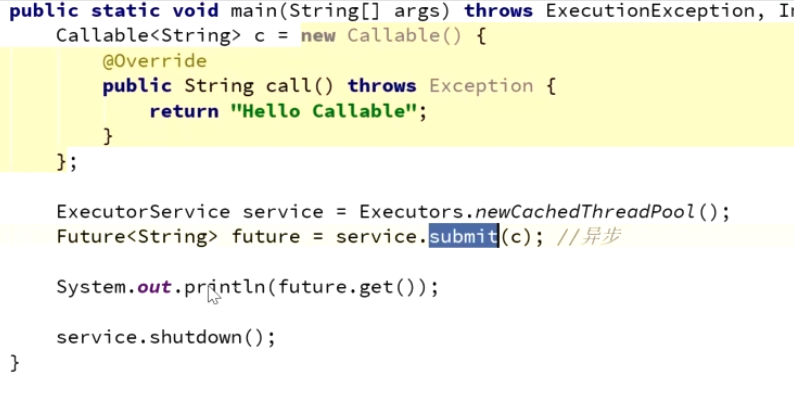 public static void main(String[] args) throws ExecutionException, I
Callable<String> c = new Callable() {
@Override
public String call() throws Exception {
return "Hello Callable";
}
};
ExecutorService service = Executors.newCachedThreadPool();
Future<String> future = service.submit(c); //异步
System.out.println(future.get());
service.shutdown();
}